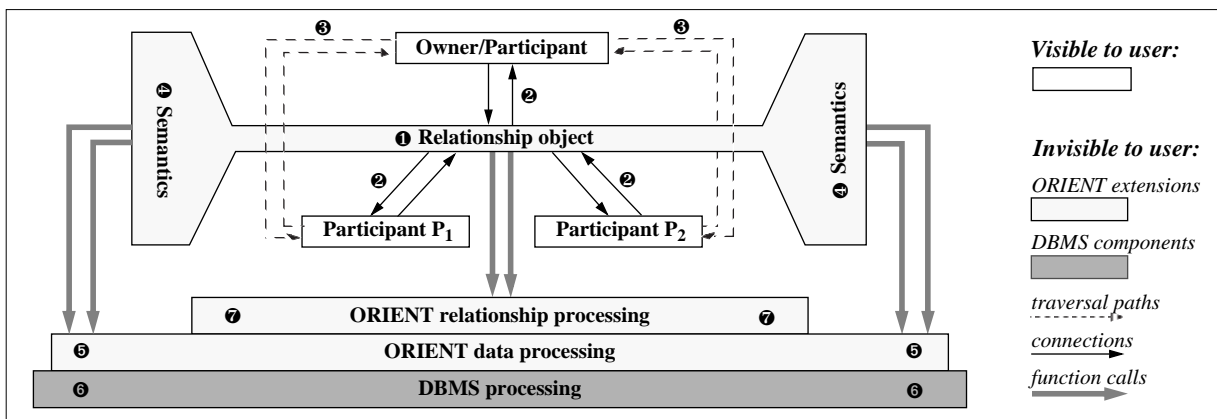 ❸
❸
Owner/Participant
❷
❹ Semantics
❶ Relationship object
❹ Semantics
❷
❷
Participant P1
Participant P2
❼ ORIENT relationship processing ❼
❺ ORIENT data processing ❺
❻ DBMS processing ❻
Visible to user:
Invisible to user:
ORIENT extensions
DBMS components
traversal paths
connections
function calls